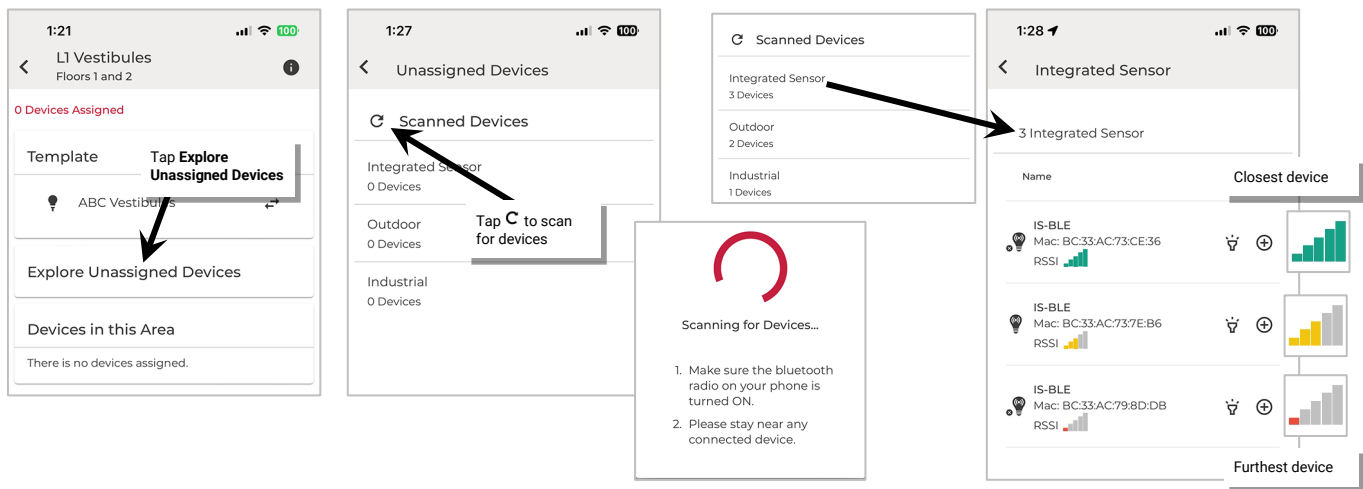 1:21
100
L1 Vestibules
Floors 1 and 2
0 Devices Assigned
Template
Tap Explore
Unassigned Devices
ABC Vestibules
Explore Unassigned Devices
Devices in this Area
There is no devices assigned.
1:27
100
Unassigned Devices
Scanned Devices
Integrated Sensor
0 Devices
Outdoor
0 Devices
Industrial
0 Devices
Tap C to scan
for devices
Scanning for Devices...
1. Make sure the bluetooth
radio on your phone is
turned ON.
2. Please stay near any
connected device.
Scanned Devices
Integrated Sensor
3 Devices
Outdoor
2 Devices
Industrial
1 Devices
1:28
100
Integrated Sensor
3 Integrated Sensor
Name
Closest device
IS-BLE
Mac: BC:33:AC:73:CE:36
RSSI
IS-BLE
Mac: BC:33:AC:73:7E:B6
RSSI
IS-BLE
Mac: BC:33:AC:79:8D:DB
RSSI
Furthest device